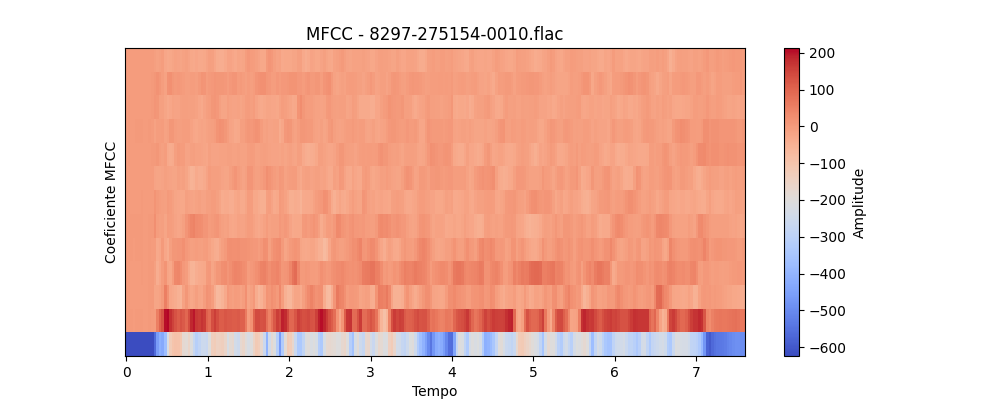 MFCC - 8297-275154-0010.flac
Coeficiente MFCC
0 1 2 3 4 5 6 7
Tempo
200
100
0
−100
−200
−300
−400
−500
−600
Amplitude